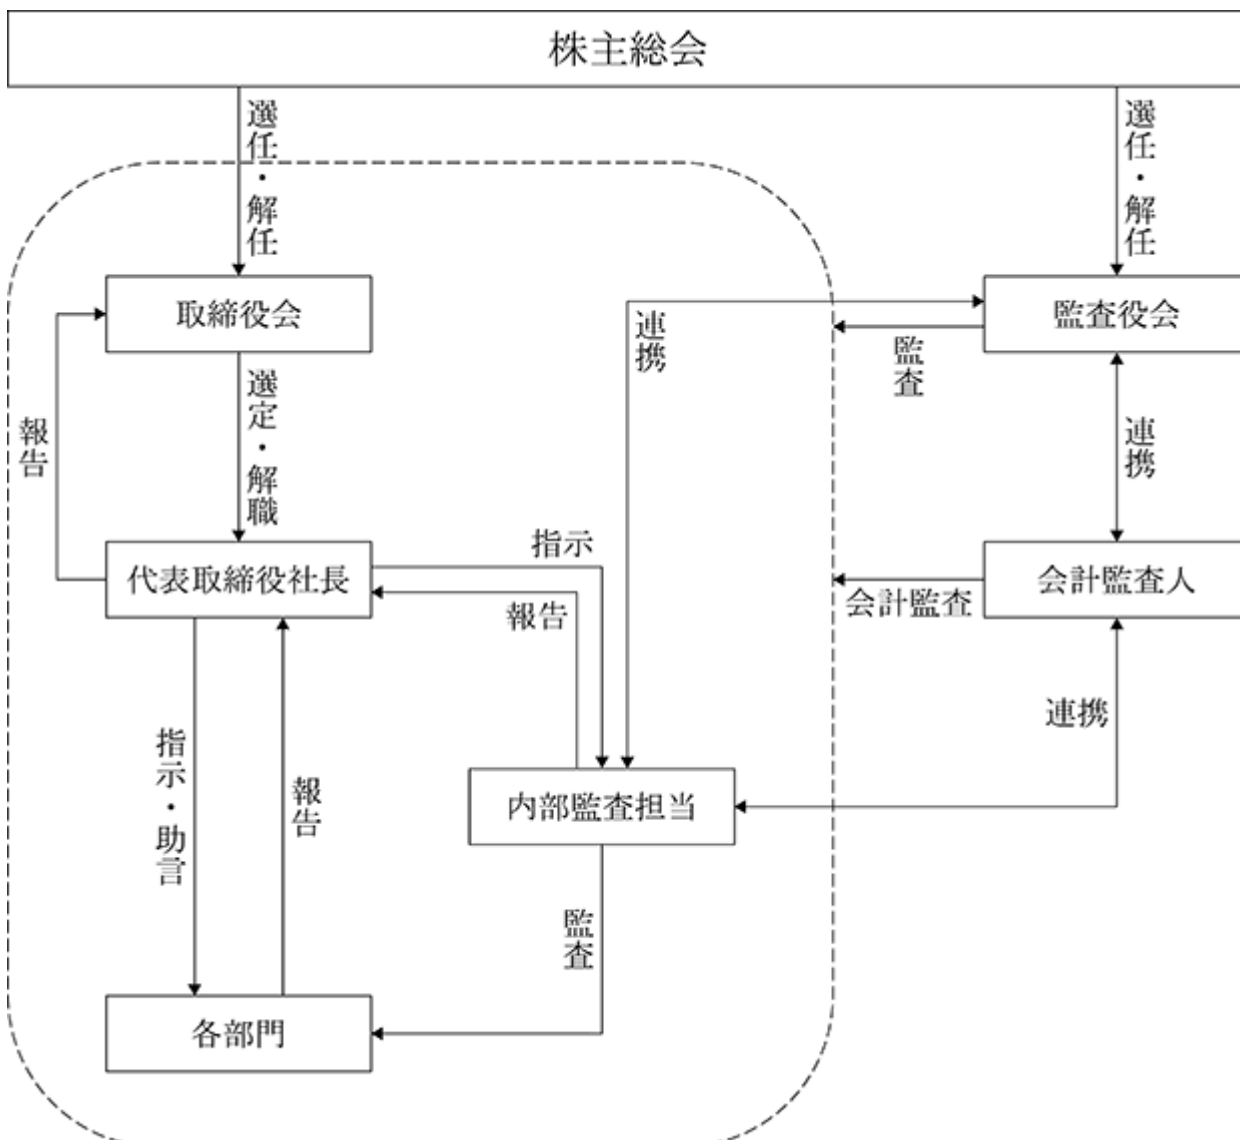 株主総会
選任・解任
選任・解任
取締役会
監査役会
連携
監査
選定・解職
報告
連携
指示
代表取締役社長
会計監査人
会計監査
報告
連携
指示・助言
報告
内部監査担当
監査
各部門